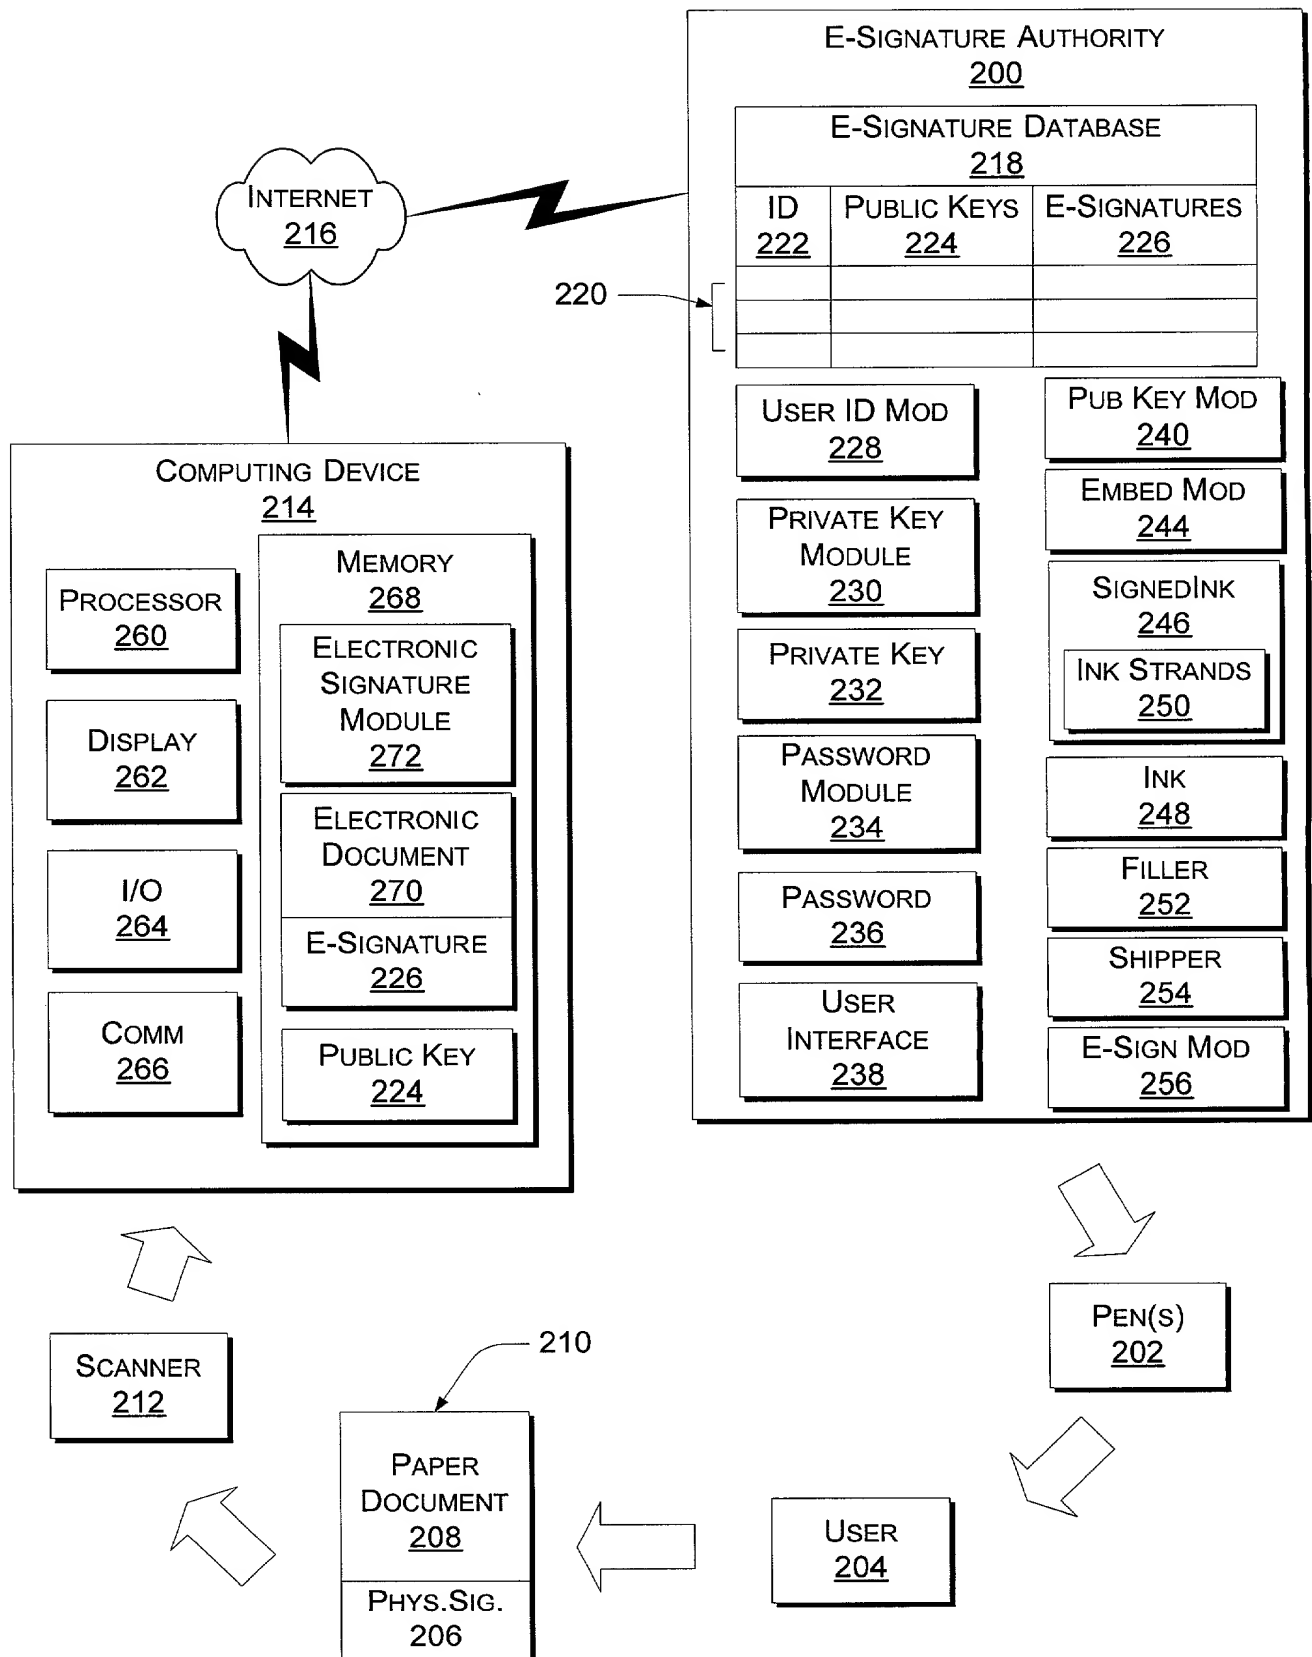 E-SIGNATURE AUTHORITY
200
E-SIGNATURE DATABASE
218
ID
222
PUBLIC KEYS
224
E-SIGNATURES
226
220
USER ID MOD
228
PRIVATE KEY
MODULE
230
PRIVATE KEY
232
PASSWORD
MODULE
234
PASSWORD
236
USER
INTERFACE
238
PUB KEY MOD
240
EMBED MOD
244
SIGNEDINK
246
INK STRANDS
250
INK
248
FILLER
252
SHIPPER
254
E-SIGN MOD
256
INTERNET
216
COMPUTING DEVICE
214
PROCESSOR
260
DISPLAY
262
I/O
264
COMM
266
MEMORY
268
ELECTRONIC
SIGNATURE
MODULE
272
ELECTRONIC
DOCUMENT
270
E-SIGNATURE
226
PUBLIC KEY
224
PEN(S)
202
USER
204
210
PAPER
DOCUMENT
208
PHYS.SIG.
206
SCANNER
212